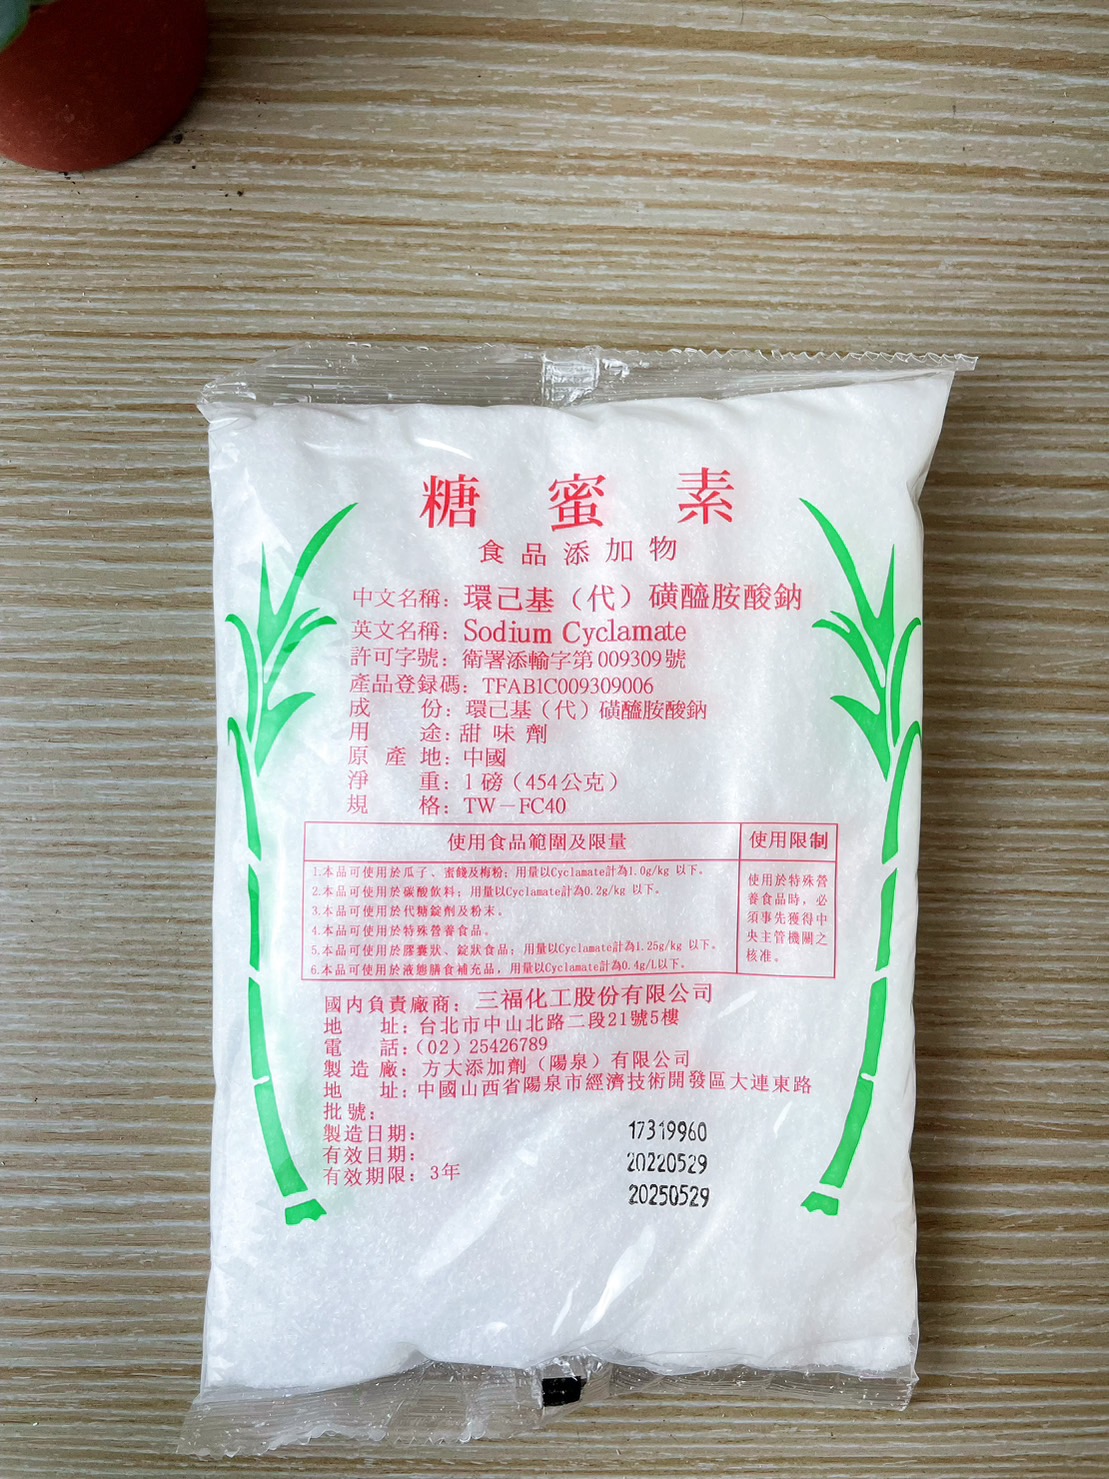 糖蜜素
食品添加物
中文名稱：環己基（代）磺醯胺酸鈉
英文名稱：Sodium Cyclamate
許可字號：衛署添輸字第009309號
產品登録碼：TFAB1C009309006
成份：環己基（代）磺醯胺酸鈉
用途：甜味劑
原產地：中國
淨重：1磅（454公克）
規格：TW－FC40
使用食品範圍及限量
1.本品可使用於瓜子、蜜餞及梅粉；用量以Cyclamate計為1.0g/kg 以下。
2.本品可使用於碳酸飲料；用量以Cyclamate計為0.2g/kg 以下。
3.本品可使用於代糖錠劑及粉末。
4.本品可使用於特殊營養食品。
5.本品可使用於膠囊狀、錠狀食品；用量以Cyclamate計為1.25g/kg 以下。
6.本品可使用於液態膳食補充品，用量以Cyclamate計為0.4g/L以下。
使用限制
使用於特殊營
養食品時，必
須事先獲得中
央主管機關之
核准。
國內負責廠商：三福化工股份有限公司
地址：台北市中山北路二段21號5樓
電話：（02）25426789
製造廠：方大添加劑（陽泉）有限公司
地址：中國山西省陽泉市經濟技術開發區大連東路
批號：
製造日期：
有效日期：
有效期限：3年
17319960
20220529
20250529